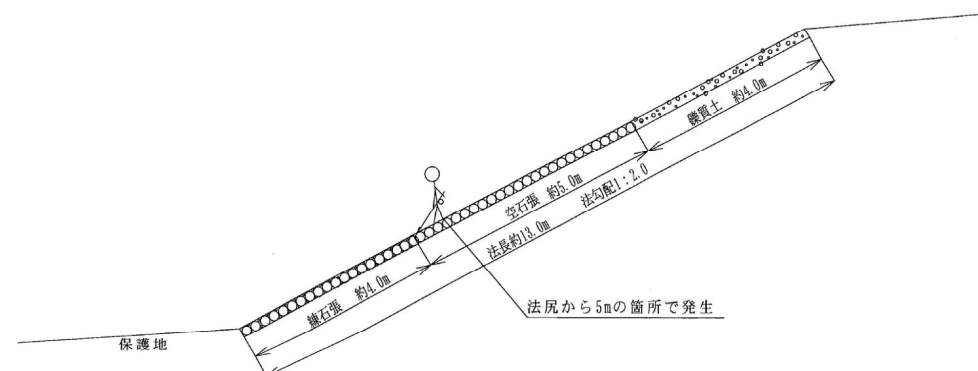 礫質土 約4.0m
空石張 約5.0m
法勾配1:2.0
法長約13.0m
練石張 約4.0m
法尻から5mの箇所で発生
保護地